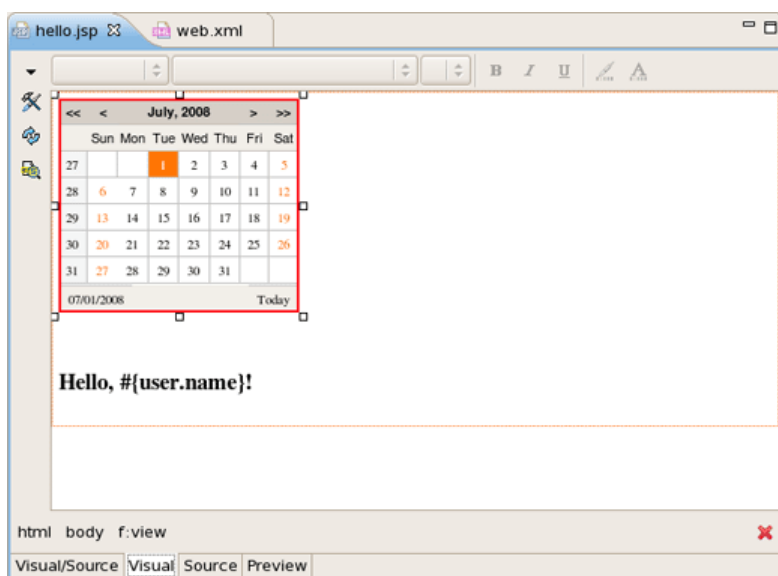 hello.jsp web.xml
B I U A
<< < July, 2008 > >>
Sun Mon Tue Wed Thu Fri Sat
27 1 2 3 4 5
28 6 7 8 9 10 11 12
29 13 14 15 16 17 18 19
30 20 21 22 23 24 25 26
31 27 28 29 30 31
07/01/2008 Today
Hello, #{user.name}!
html body f:view
Visual/Source Visual Source Preview